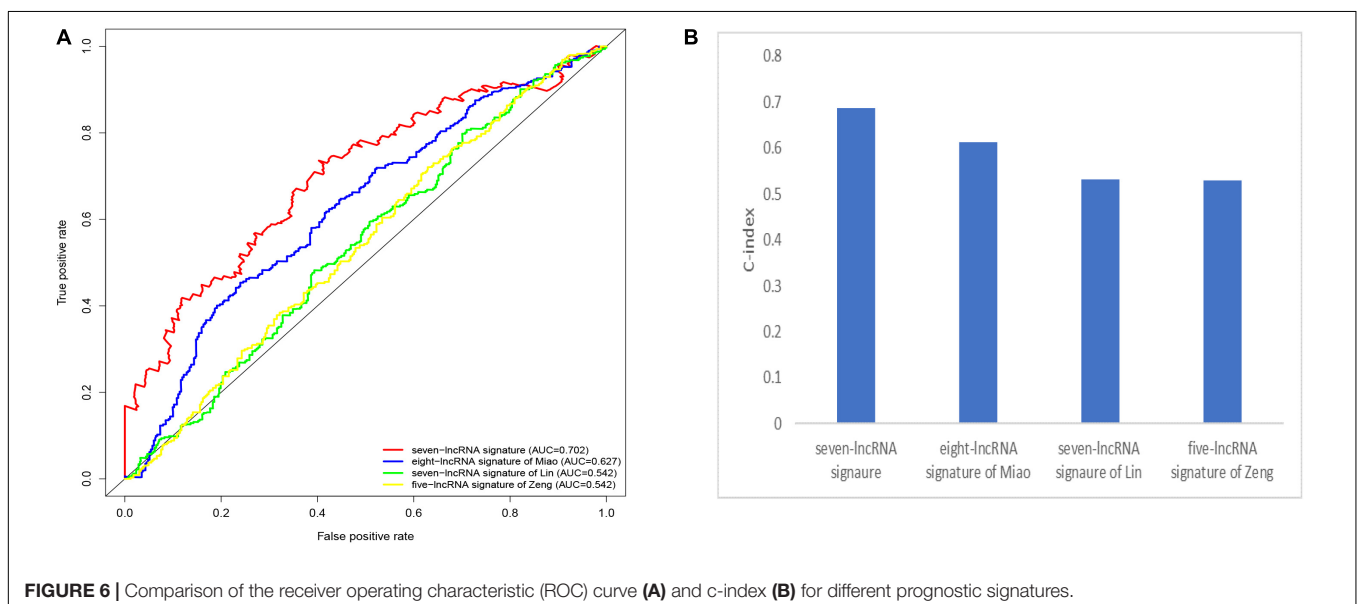 A
1.0
0.8
0.6
0.4
0.2
0.0
True positive rate
seven-lncRNA signature (AUC=0.702)
eight-lncRNA signature of Miao (AUC=0.627)
seven-lncRNA signature of Lin (AUC=0.542)
five-lncRNA signature of Zeng (AUC=0.542)
0.0 0.2 0.4 0.6 0.8 1.0
False positive rate
B
0.8
0.7
0.6
0.5
0.4
0.3
0.2
0.1
0
C-index
seven-lncRNA
signaure
eight-lncRNA
signature of Miao
seven-lncRNA
signaure of Lin
five-lncRNA
signature of Zeng
FIGURE 6 | Comparison of the receiver operating characteristic (ROC) curve (A) and c-index (B) for different prognostic signatures.